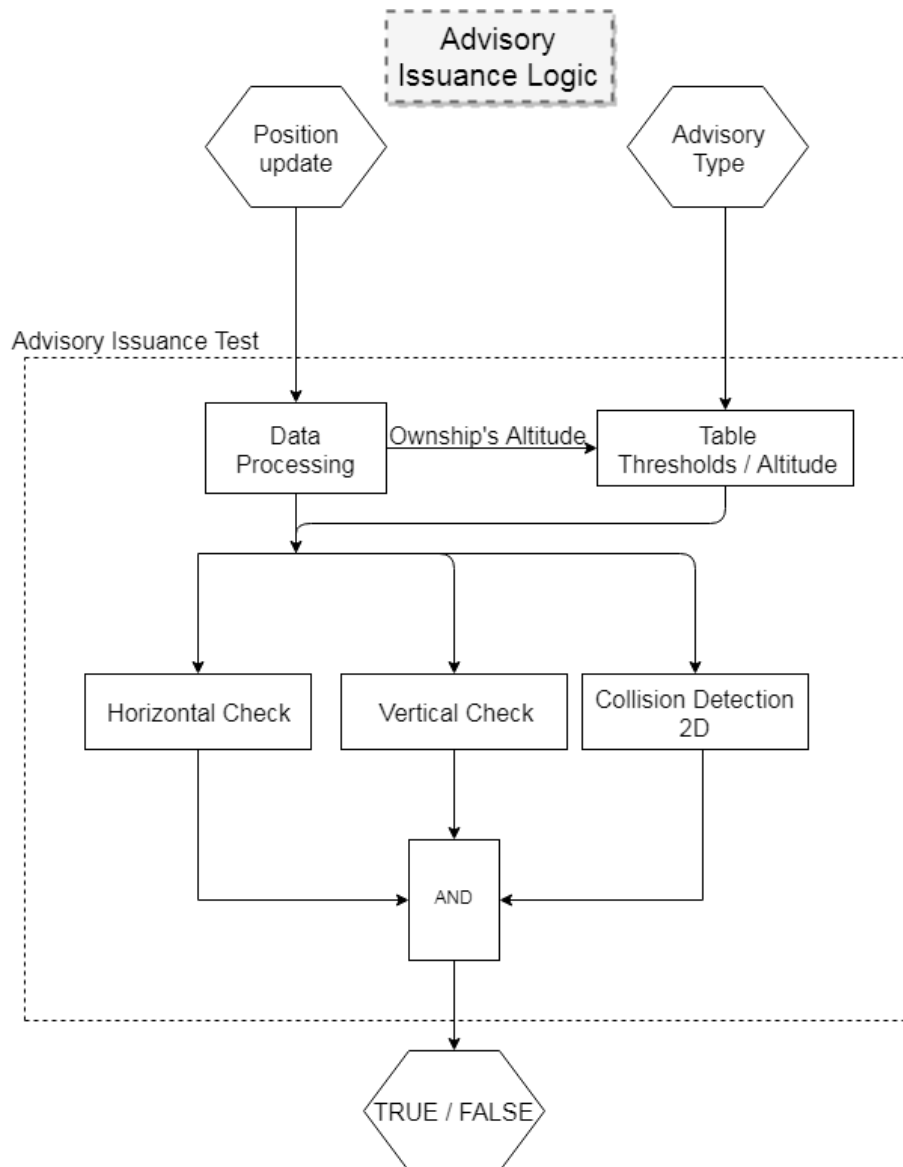 Advisory
Issuance Logic
Position
update
Advisory
Type
Advisory Issuance Test
Data
Processing
Ownship's Altitude
Table
Thresholds / Altitude
Horizontal Check
Vertical Check
Collision Detection
2D
AND
TRUE / FALSE